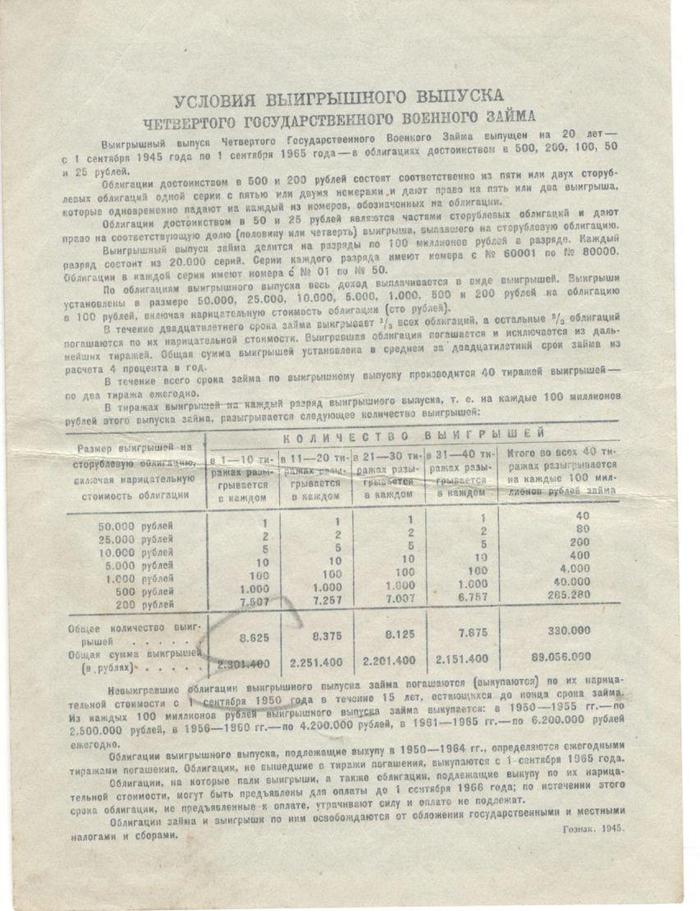 УСЛОВИЯ ВЫИГРЫШНОГО ВЫПУСКА
ЧЕТВЕРТОГО ГОСУДАРСТВЕННОГО ВОЕННОГО ЗАЙМА
Выигрышный выпуск Четвертого Государственного Военного Займа выпущен на 20 лет—
с 1 сентября 1945 года по 1 сентября 1965 года—в облигациях достоинством в 500, 200, 100, 50
и 25 рублей.
Облигации достоинством в 500 и 200 рублей состоят соответственно из пяти или двух сторуб-
левых облигаций одной серии с пятью или двумя номерами и дают право на пять или два выигрыша,
которые одновременно падают на каждый из номеров, обозначенных на облигации.
Облигации достоинством в 50 и 25 рублей являются частями сторублевых облигаций и дают
право на соответствующую долю (половину или четверть) выигрыша, выпавшего на сторублевую облигацию.
Выигрышный выпуск займа делится на разряды по 100 миллионов рублей в разряде. Каждый
разряд состоит из 20.000 серий. Серии каждого разряда имеют номера с № 60001 по № 80000.
Облигации в каждой серии имеют номера с № 01 по № 50.
По облигациям выигрышного выпуска весь доход выплачивается в виде выигрышей. Выигрыши
установлены в размере 50.000, 25.000, 10.000, 5.000, 1.000, 500 и 200 рублей на облигацию
в 100 рублей, включая нарицательную стоимость облигации (сто рублей).
В течение двадцатилетнего срока займа выигрывает 1/3 всех облигаций, а остальные 2/3 облигаций
погашаются по их нарицательной стоимости. Выигравшая облигация погашается и исключается из даль-
нейших тиражей. Общая сумма выигрышей установлена в среднем за двадцатилетний срок займа из
расчета 4 процента в год.
В течение всего срока займа по выигрышному выпуску производится 40 тиражей выигрышей—
по два тиража ежегодно.
В тиражах выигрышей на каждый разряд выигрышного выпуска, т. е. на каждые 100 миллионов
рублей этого выпуска займа, разыгрывается следующее количество выигрышей:
Размер выигрышей на сторублевую облигацию, включая нарицательную стоимость облигации
КОЛИЧЕСТВО ВЫИГРЫШЕЙ
в 1—10 ти- ражах разы- грывается в каждом
в 11—20 ти- ражах разы- грывается в каждом
в 21—30 ти- ражах разы- грывается в каждом
в 31—40 ти- ражах разы- грывается в каждом
Итого во всех 40 тиражах разыгрывается на каждые 100 мил- лионов рублей займа
50.000 рублей 1 1 1 1 40
25.000 рублей 2 2 2 2 80
10.000 рублей 5 5 5 5 200
5.000 рублей 10 10 10 10 400
1.000 рублей 100 100 100 100 4.000
500 рублей 1.000 1.000 1.000 1.000 40.000
200 рублей 7.507 7.257 7.007 6.757 285.280
Общее количество выиг-
рышей . . . . . 8.625 8.375 8.125 7.875 330.000
Общая сумма выигрышей
(в рублях) . . . . . 2.301.400 2.251.400 2.201.400 2.151.400 89.056.000
Невыигравшие облигации выигрышного выпуска займа погашаются (выкупаются) по их нарица-
тельной стоимости с 1 сентября 1950 года в течение 15 лет, остающихся до конца срока займа.
Из каждых 100 миллионов рублей выигрышного выпуска займа выкупается: в 1950—1955 гг.—по
2.500.000 рублей, в 1956—1960 гг.—по 4.200.000 рублей, в 1961—1965 гг.—по 6.200.000 рублей
ежегодно.
Облигации выигрышного выпуска, подлежащие выкупу в 1950—1964 гг., определяются ежегодными
тиражами погашения. Облигации, не вышедшие в тиражи погашения, выкупаются с 1 сентября 1965 года.
Облигации, на которые пали выигрыши, а также облигации, подлежащие выкупу по их нарица-
тельной стоимости, могут быть предъявлены для оплаты до 1 сентября 1966 года; по истечении этого
срока облигации, не предъявленные к оплате, утрачивают силу и оплате не подлежат.
Облигации займа и выигрыши по ним освобождаются от обложения государственными и местными
налогами и сборами.
Гознак. 1945.